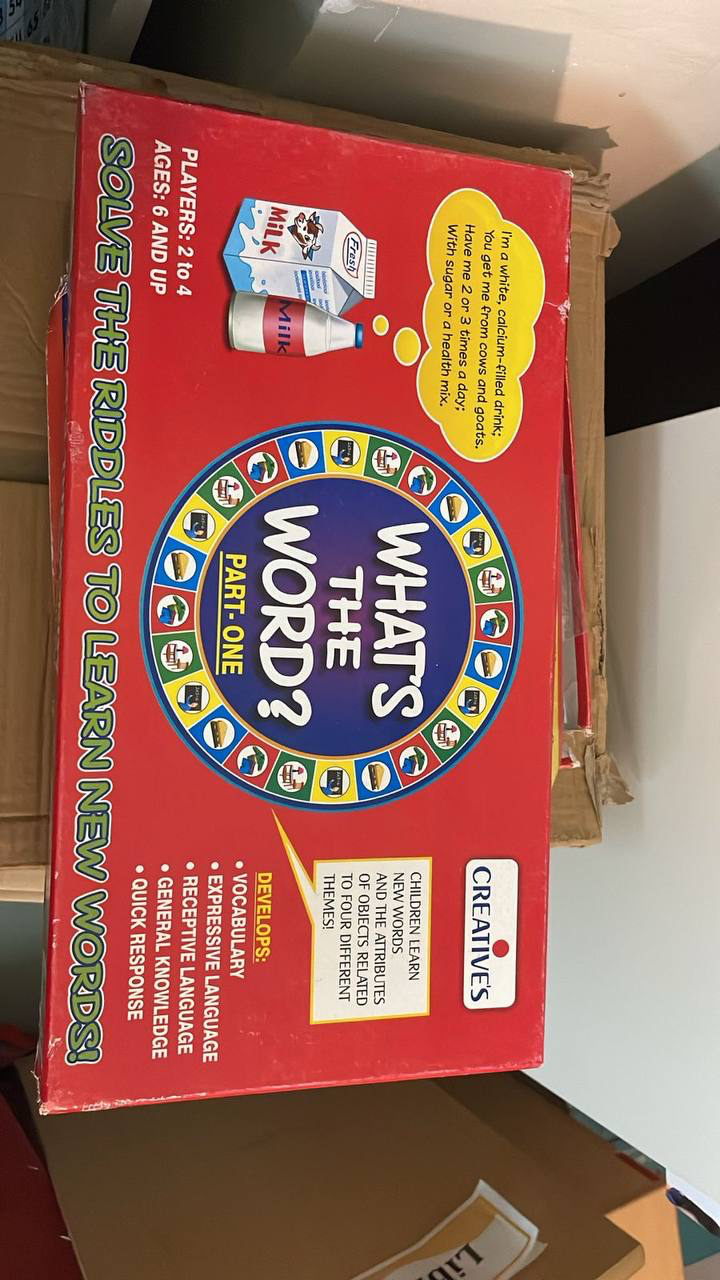 I'm a white, calcium-filled drink;
You get me from cows and goats.
Have me 2 or 3 times a day;
With sugar or a health mix.
Fresh
Milk
Milk
PLAYERS: 2 to 4
AGES: 6 AND UP
WHAT'S
THE
WORD?
PART- ONE
CREATIVE'S
CHILDREN LEARN
NEW WORDS
AND THE ATRIBUTES
OF OBJECTS RELATED
TO FOUR DIFFERENT
THEMES!
DEVELOPS:
• VOCABULARY
• EXPRESSIVE LANGUAGE
• RECEPTIVE LANGUAGE
• GENERAL KNOWLEDGE
• QUICK RESPONSE
SOLVE THE RIDDLES TO LEARN NEW WORDS!